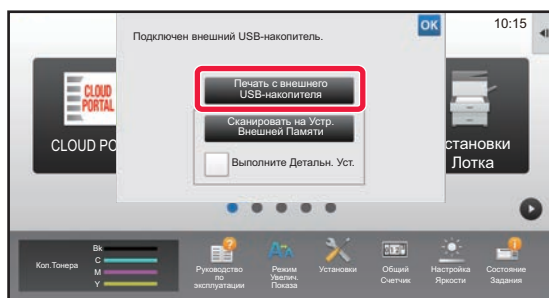 Подключен внешний USB-накопитель.
OK
10:15
Печать с внешнего
USB-накопителя
Сканировать на Устр.
Внешней Памяти
Выполните Детальн. Уст.
CLOUD
PORTAL
CLOUD PO
становки
Лотка
Кол.Тонера
Bk
C
M
Y
Руководство
по
эксплуатации
Режим
Увелич.
Показа
Установки
Общий
Счетчик
Настройка
Яркости
Состояние
Задания